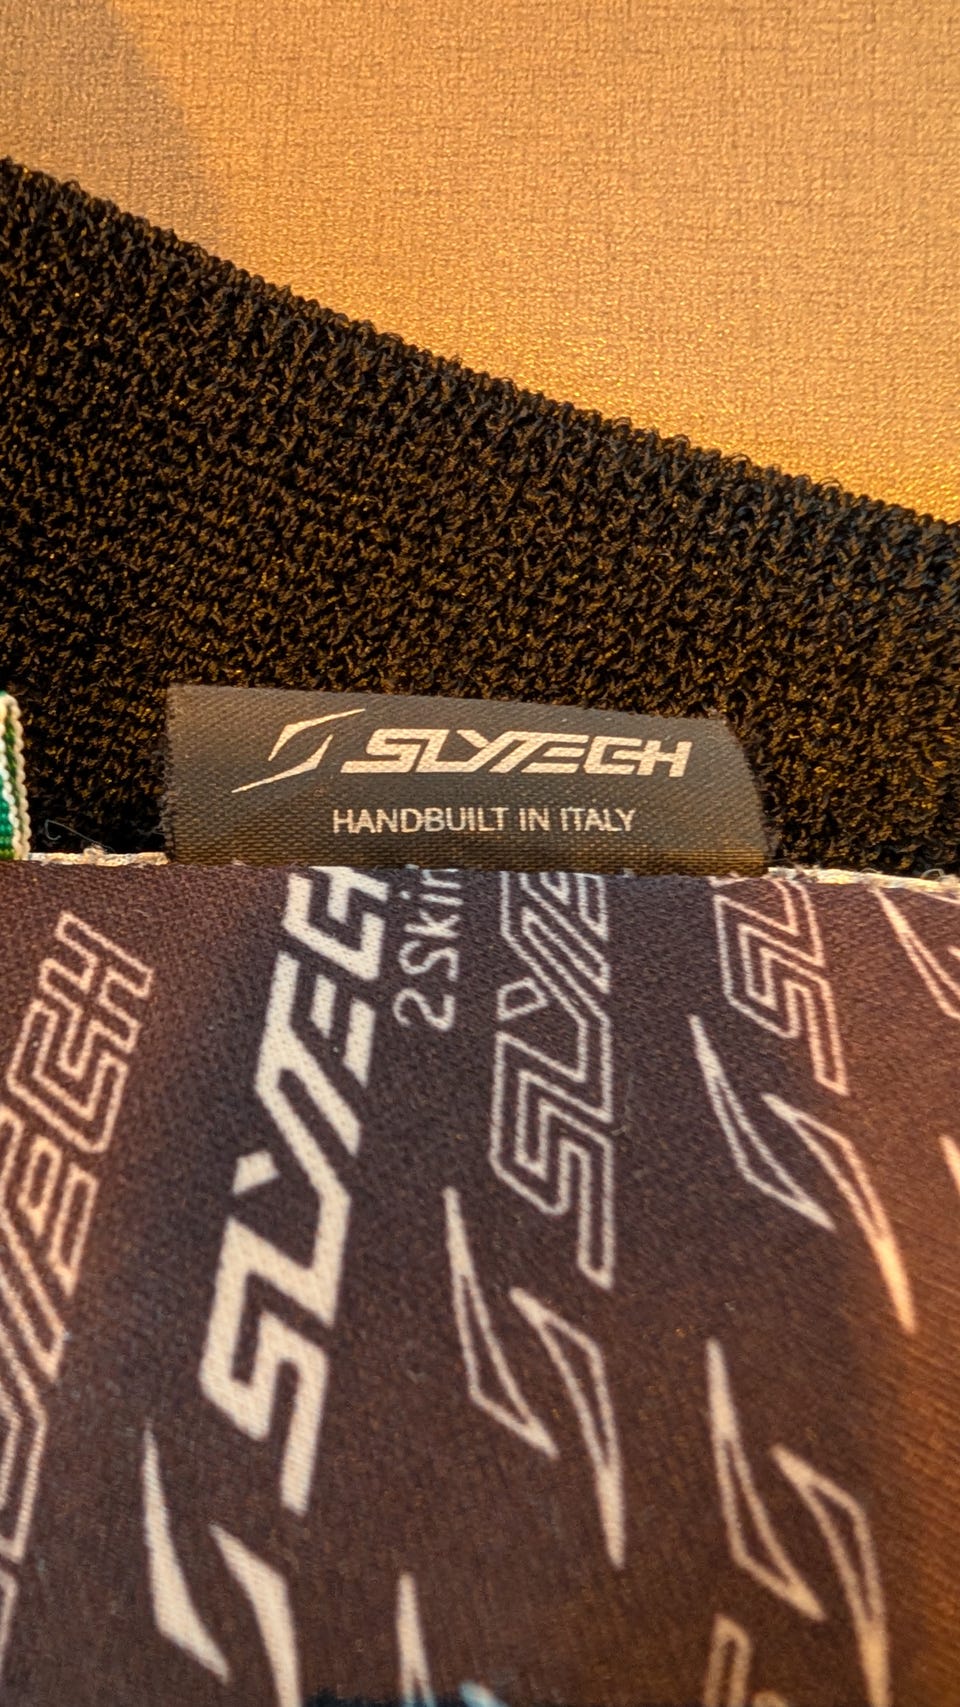 SLYTECH
HANDBUILT IN ITALY
SLYTECH
2Skin
SLYTECH